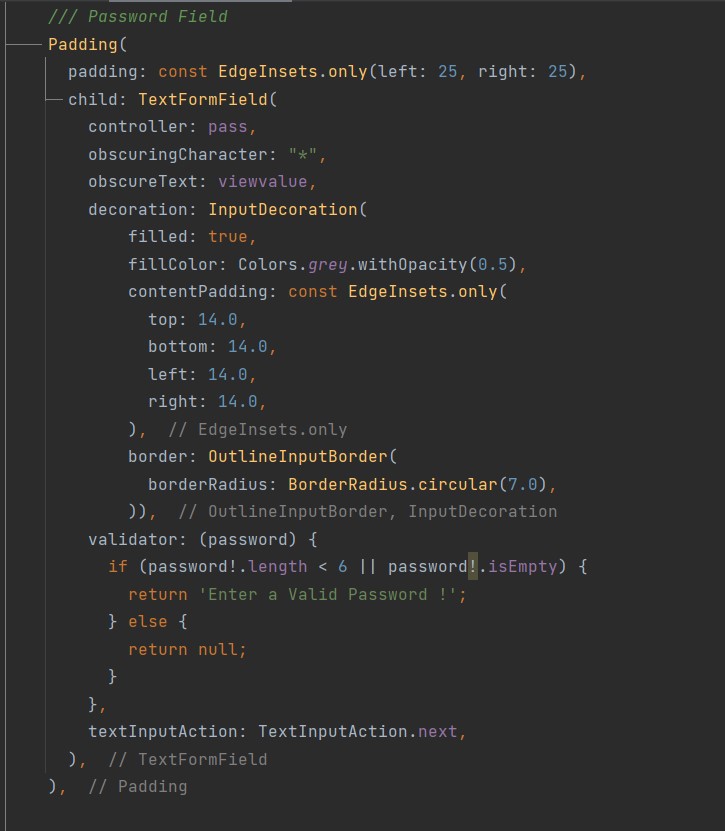 /// Password Field
Padding(
padding: const EdgeInsets.only(left: 25, right: 25),
child: TextFormField(
controller: pass,
obscuringCharacter: "*",
obscureText: viewvalue,
decoration: InputDecoration(
filled: true,
fillColor: Colors.grey.withOpacity(0.5),
contentPadding: const EdgeInsets.only(
top: 14.0,
bottom: 14.0,
left: 14.0,
right: 14.0,
), // EdgeInsets.only
border: OutlineInputBorder(
borderRadius: BorderRadius.circular(7.0),
)), // OutlineInputBorder, InputDecoration
validator: (password) {
if (password!.length < 6 || password!.isEmpty) {
return 'Enter a Valid Password !';
} else {
return null;
}
},
textInputAction: TextInputAction.next,
), // TextFormField
), // Padding